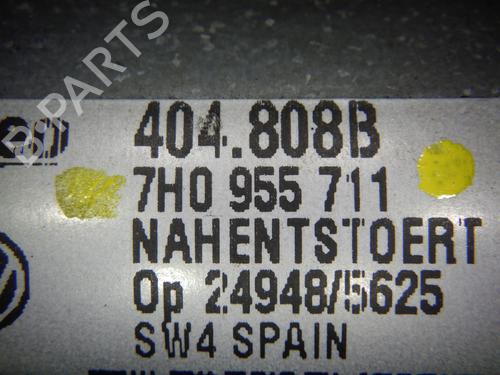 B PARTS
404.808B
7H0 955 711
NAHENTSTOERT
Op 24948/5625
SW4 SPAIN